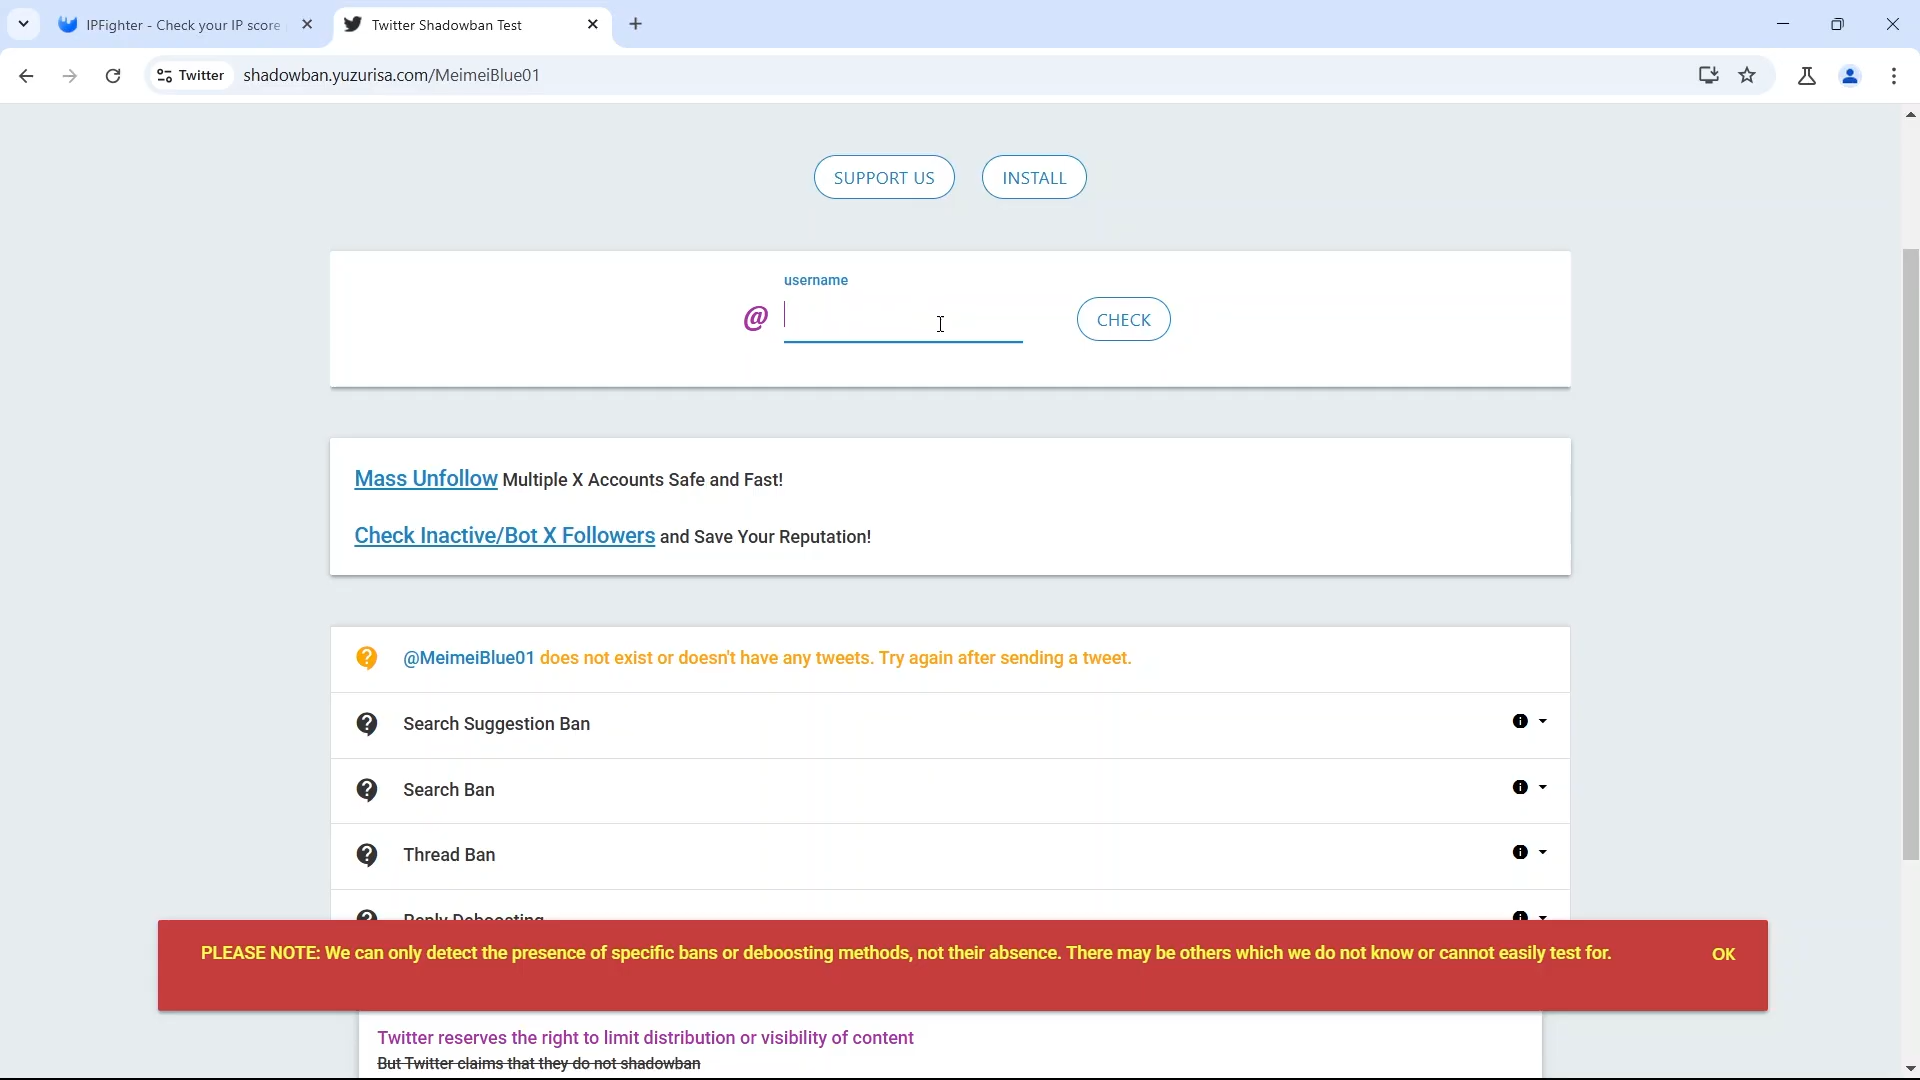 IPFighter - Check your IP score
Twitter Shadowban Test
Twitter
shadowban.yuzurisa.com/MeimeiBlue01
SUPPORT US
INSTALL
username
@
CHECK
Mass Unfollow Multiple X Accounts Safe and Fast!
Check Inactive/Bot X Followers and Save Your Reputation!
@MeimeiBlue01 does not exist or doesn't have any tweets. Try again after sending a tweet.
Search Suggestion Ban
Search Ban
Thread Ban
Reply Deboosting
PLEASE NOTE: We can only detect the presence of specific bans or deboosting methods, not their absence. There may be others which we do not know or cannot easily test for.
OK
Twitter reserves the right to limit distribution or visibility of content
But Twitter claims that they do not shadowban